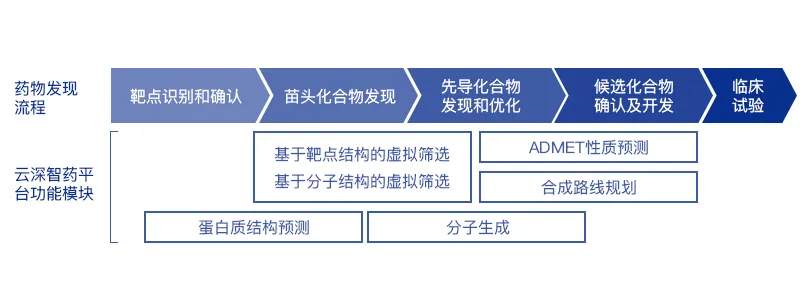 药物发现
流程
靶点识别和确认
苗头化合物发现
先导化合物
发现和优化
候选化合物
确认及开发
临床
试验
云深智药平
台功能模块
基于靶点结构的虚拟筛选
基于分子结构的虚拟筛选
ADMET性质预测
合成路线规划
蛋白质结构预测
分子生成